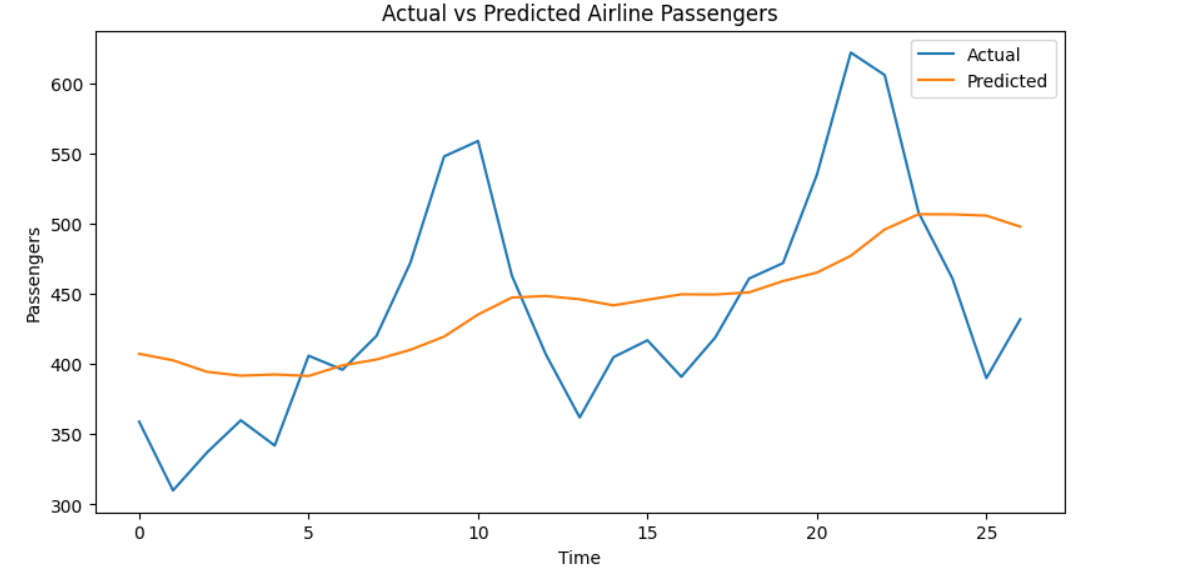 Actual vs Predicted Airline Passengers
Actual
Predicted
Passengers
600
550
500
450
400
350
300
0 5 10 15 20 25
Time